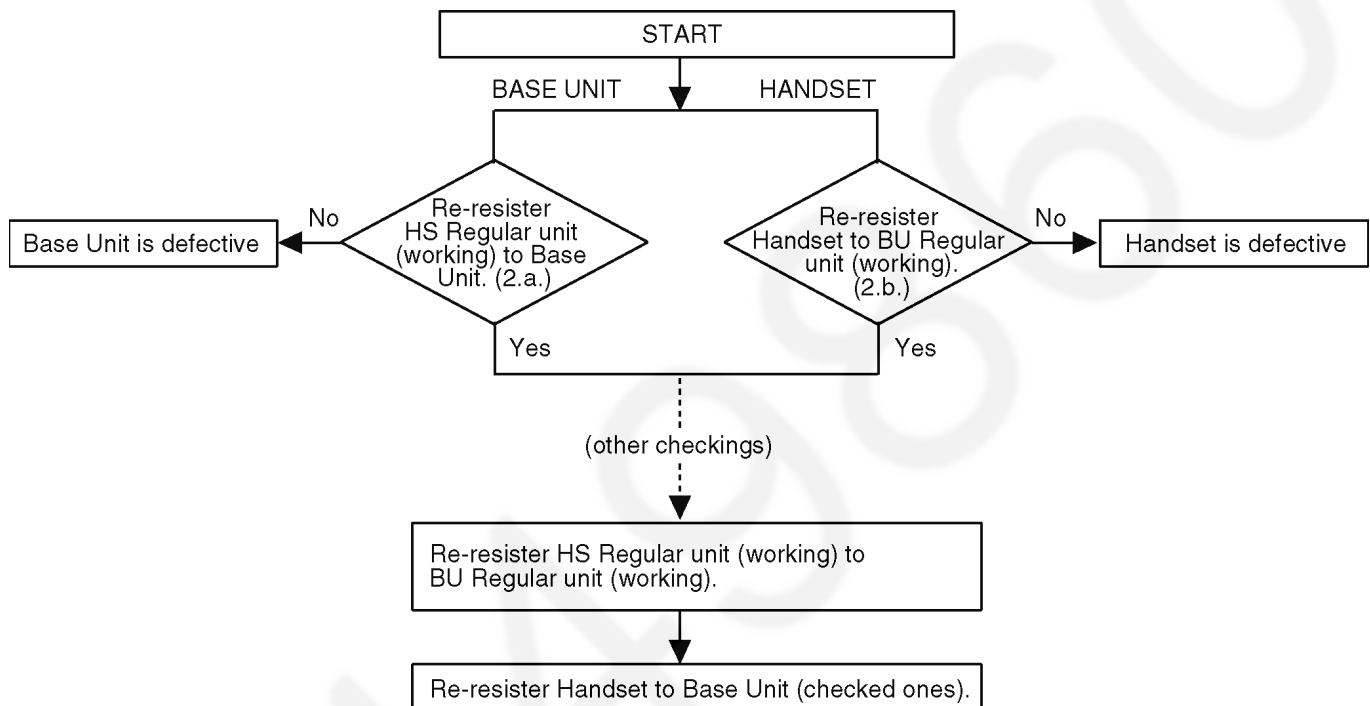 START
BASE UNIT
HANDSET
Re-resister
HS Regular unit
(working) to Base
Unit. (2.a.)
No
Base Unit is defective
Re-resister
Handset to BU Regular
unit (working).
(2.b.)
No
Handset is defective
Yes
Yes
(other checkings)
Re-resister HS Regular unit (working) to
BU Regular unit (working).
Re-resister Handset to Base Unit (checked ones).